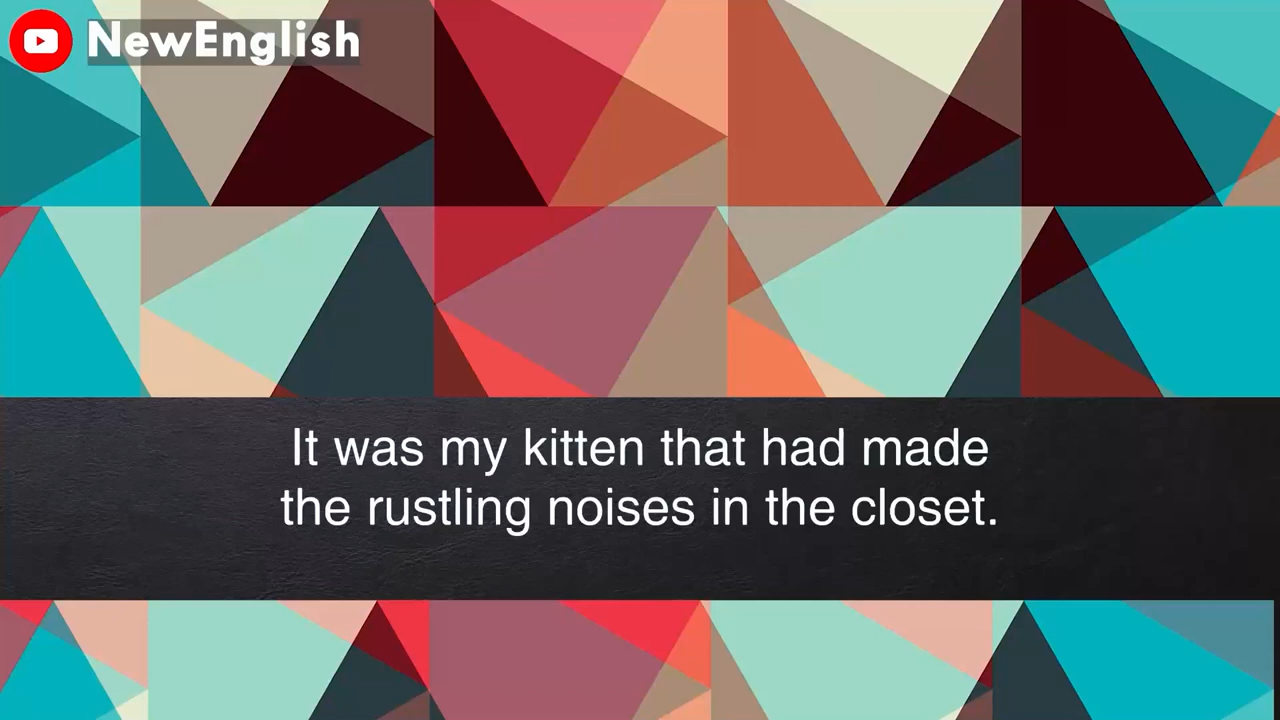 NewEnglish
It was my kitten that had made
the rustling noises in the closet.